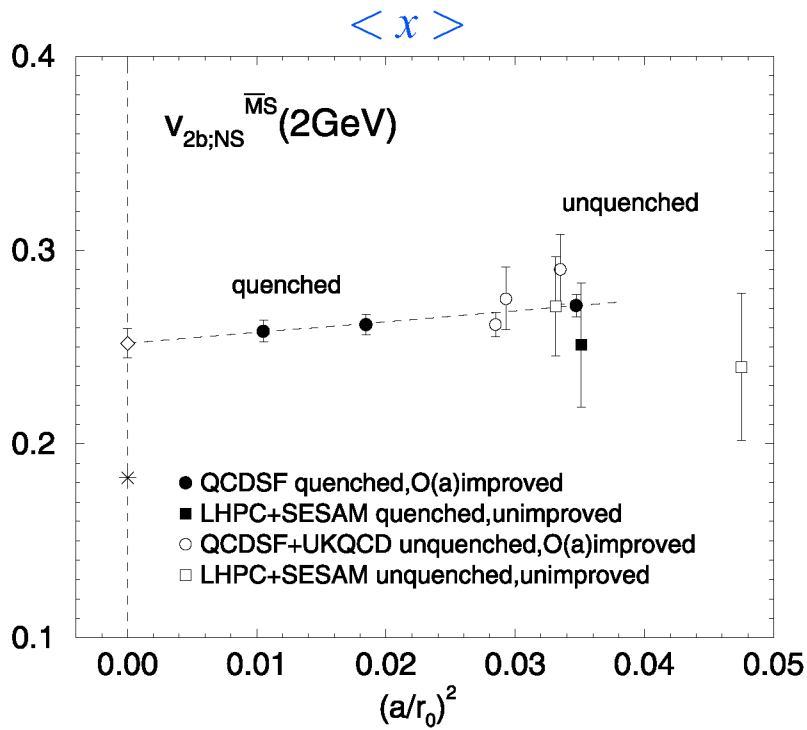 < x >
v2b;NS MS(2GeV)
unquenched
quenched
QCDSF quenched,O(a)improved
LHPC+SESAM quenched,unimproved
QCDSF+UKQCD unquenched,O(a)improved
LHPC+SESAM unquenched,unimproved
0.4
0.3
0.2
0.1
0.00 0.01 0.02 0.03 0.04 0.05
(a/r0)2